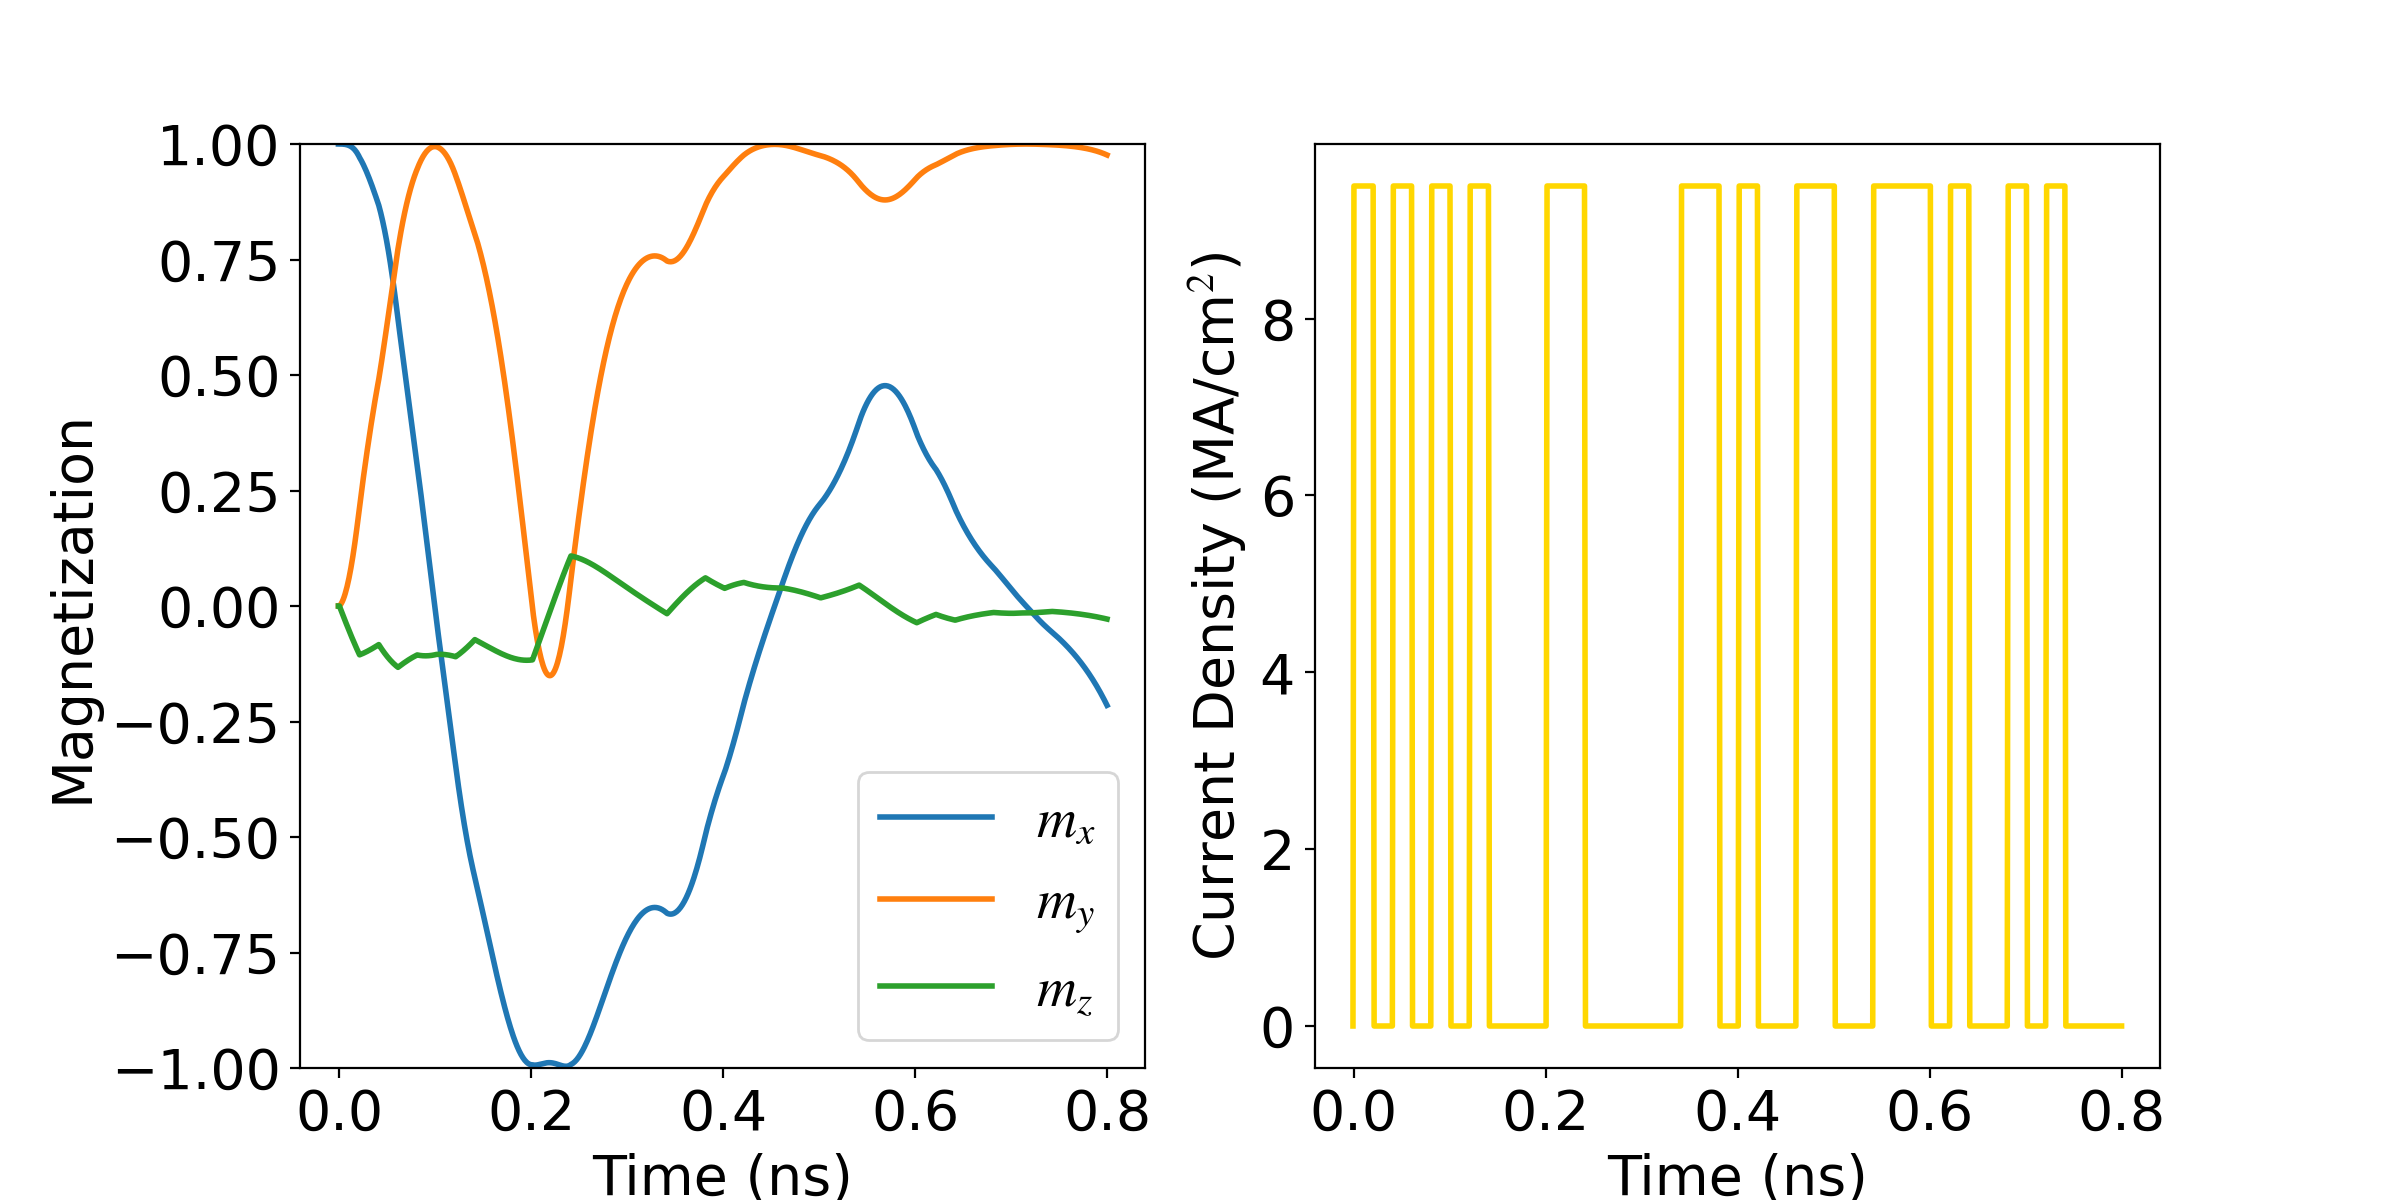 Magnetization
1.00
0.75
0.50
0.25
0.00
−0.25
−0.50
−0.75
−1.00
0.0 0.2 0.4 0.6 0.8
Time (ns)
m_x
m_y
m_z
Current Density (MA/cm²)
8
6
4
2
0
0.0 0.2 0.4 0.6 0.8
Time (ns)